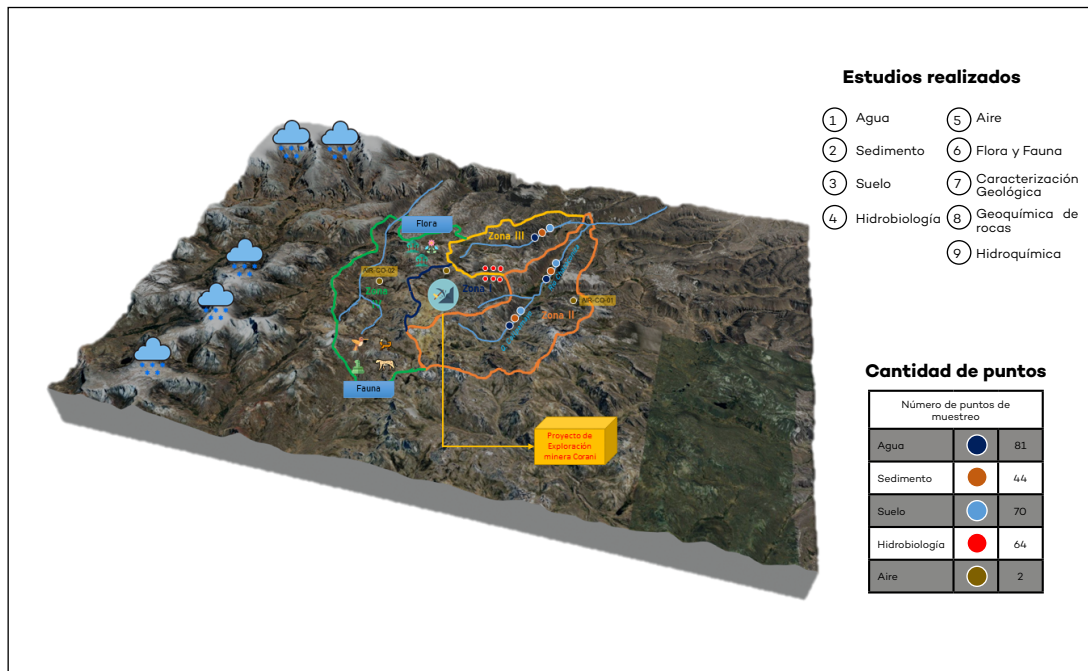 Estudios realizados
1 Agua
2 Sedimento
3 Suelo
4 Hidrobiología
5 Aire
6 Flora y Fauna
7 Caracterización
Geológica
8 Geoquímica de
rocas
9 Hidroquímica
Flora
Zona III
AIR-CO-02
Zona
Zona
AIR-CO-01
Zona II
Fauna
Proyecto de
Exploración
minera Corani
Cantidad de puntos
Número de puntos de
muestreo
Agua 81
Sedimento 44
Suelo 70
Hidrobiología 64
Aire 2